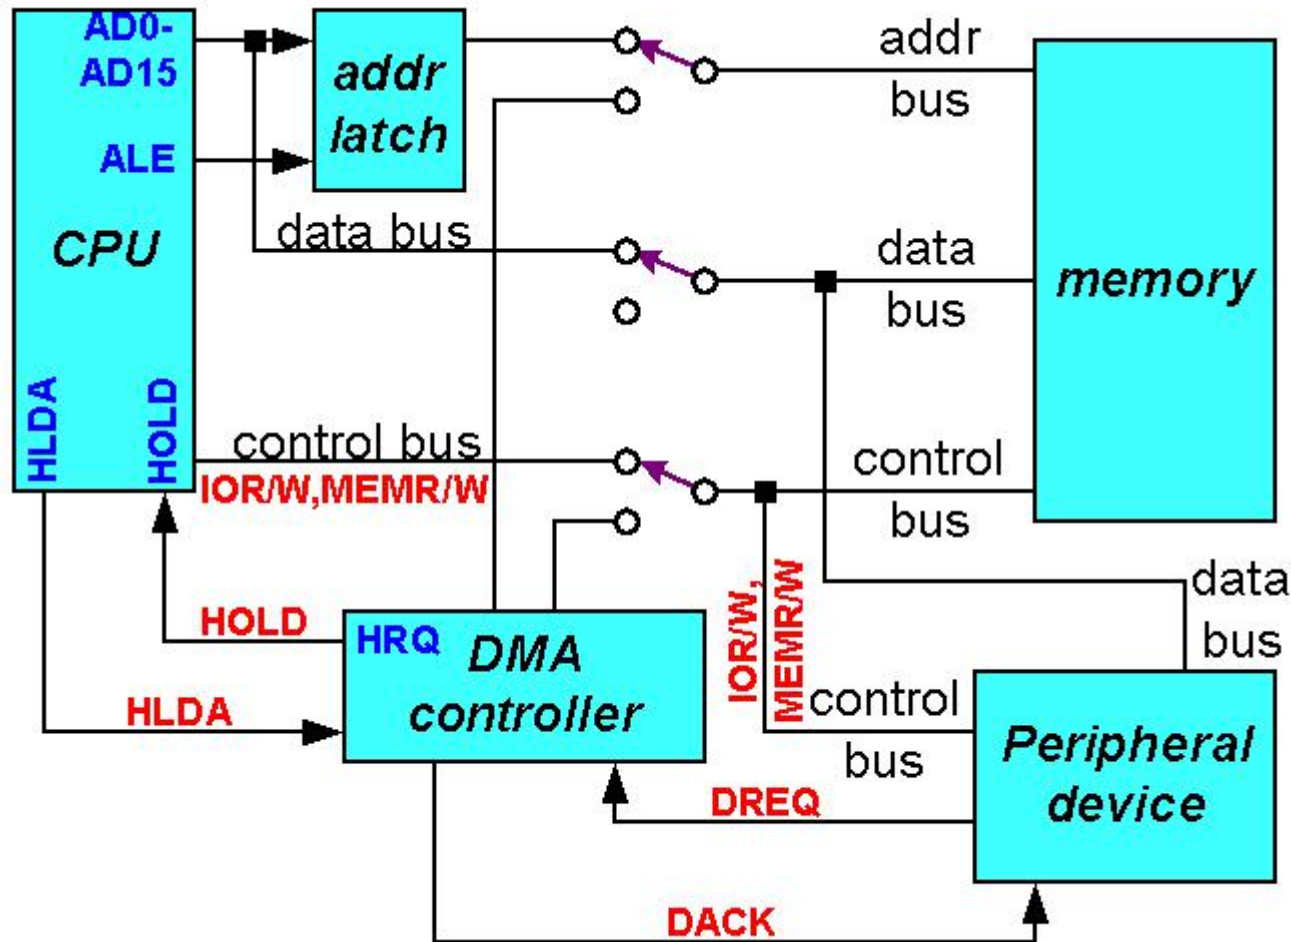 AD0-
AD15
ALE
CPU
HLDA
HOLD
addr
latch
data bus
control bus
IOR/W,MEMR/W
addr
bus
data
bus
control
bus
memory
HOLD
HLDA
HRQ
DMA
controller
IOR/W,
MEMR/W
control
bus
data
bus
Peripheral
device
DREQ
DACK